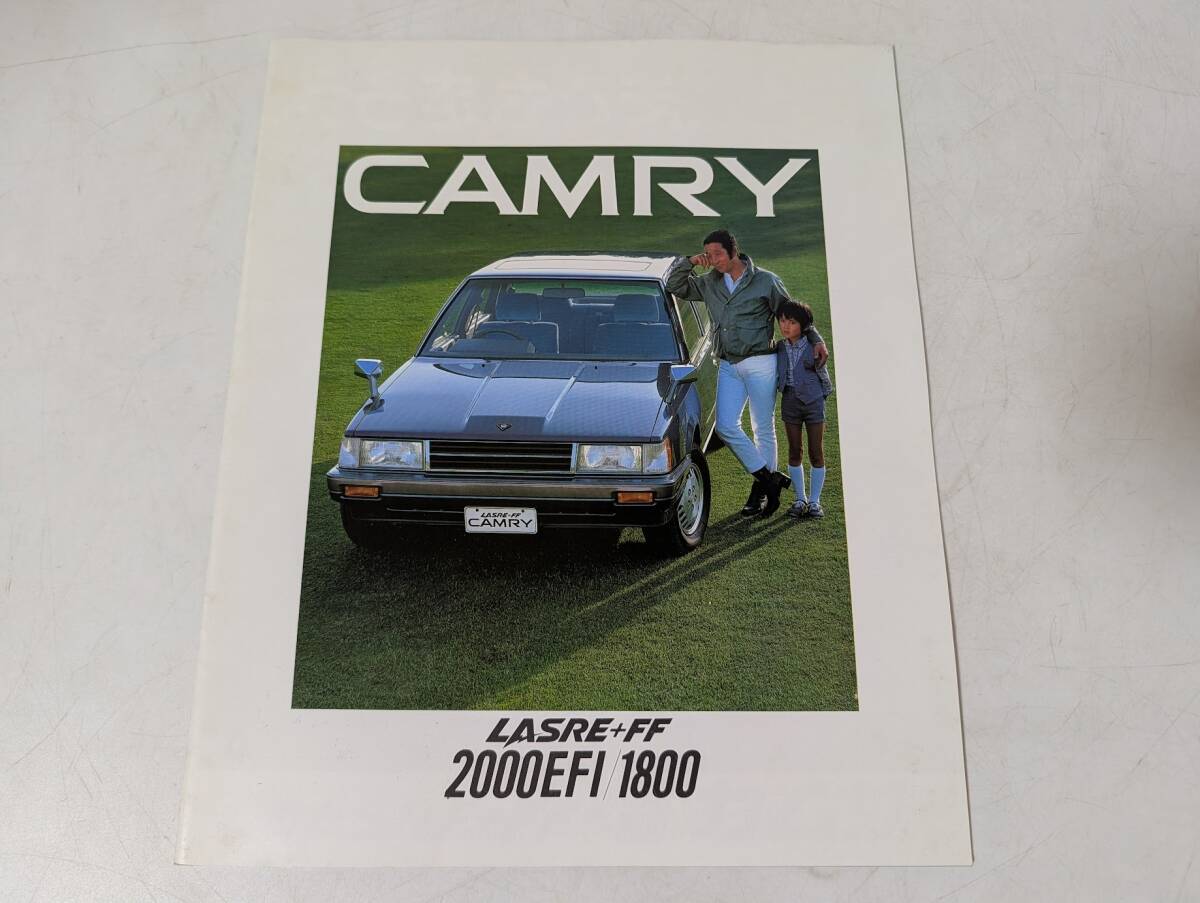 CAMRY
LASRE-FF
CAMRY
LASRE+FF
2000EFI/1800